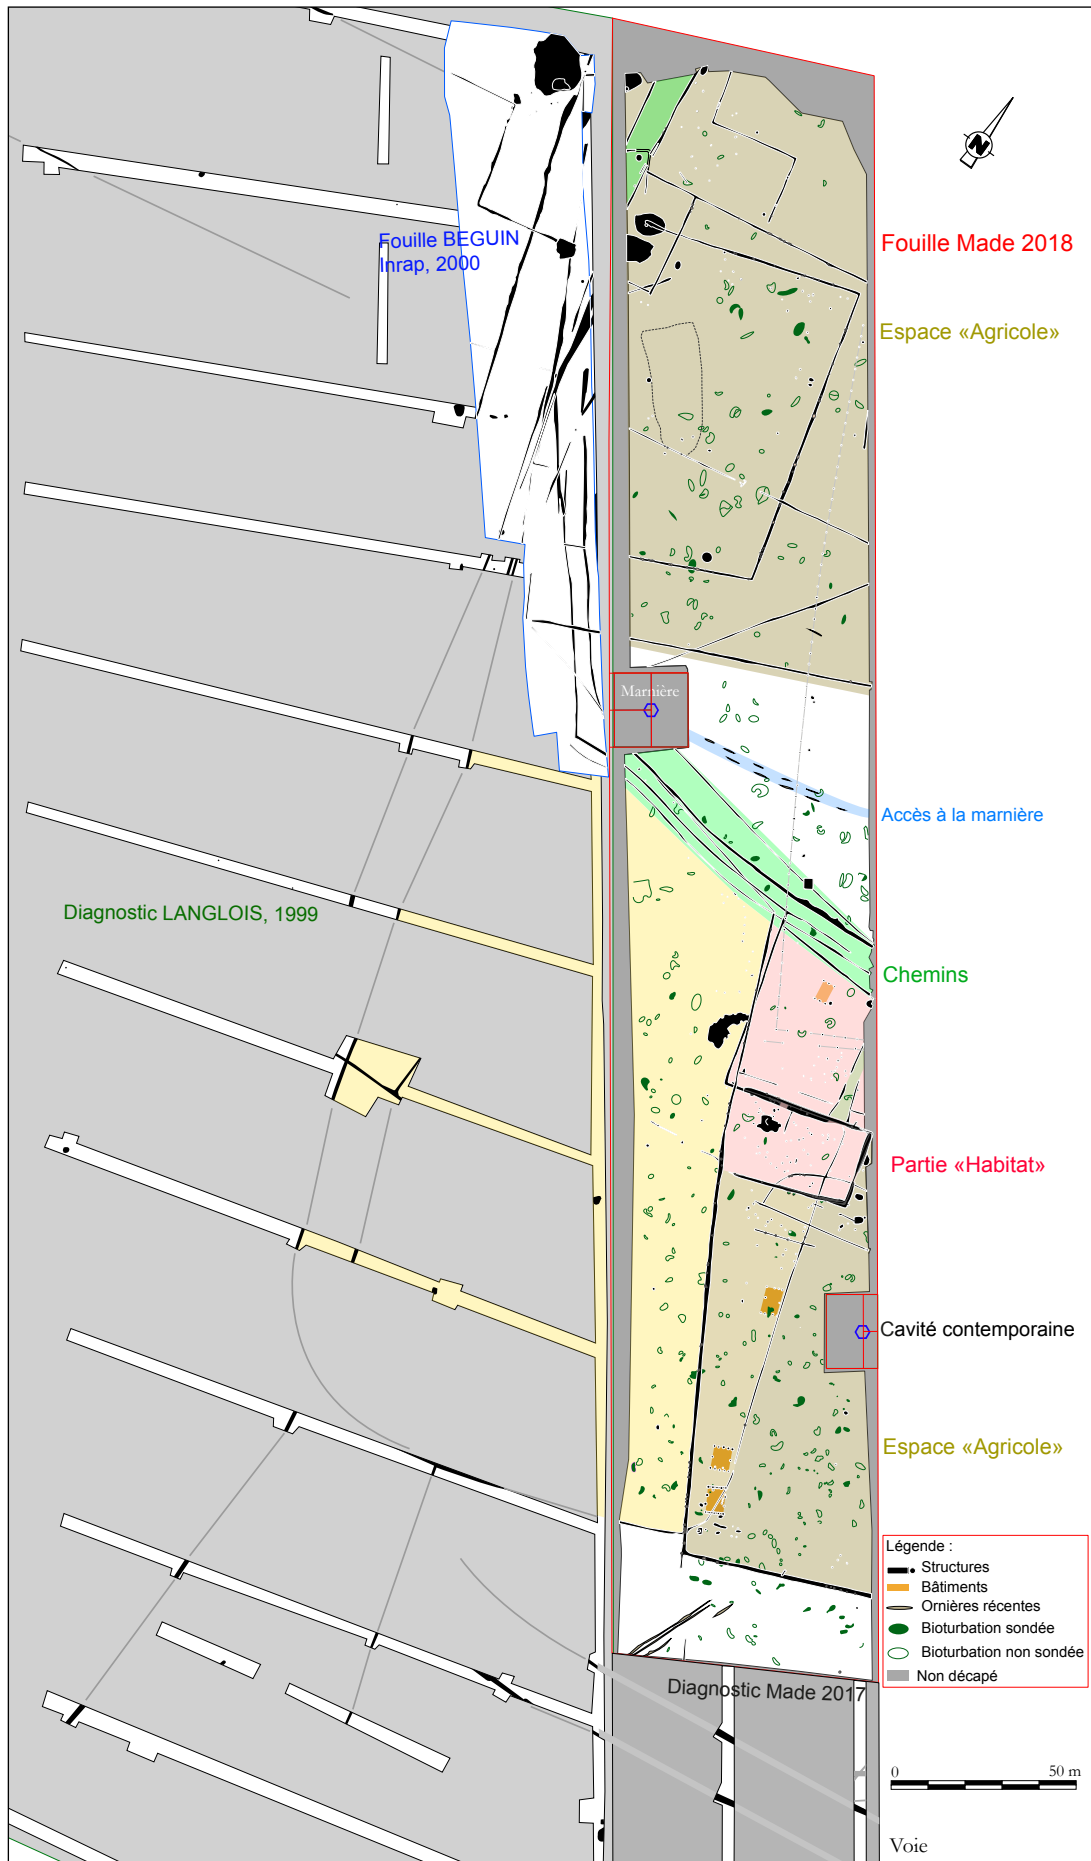 N
Fouille BEGUIN
Inrap, 2000
Fouille Made 2018
Espace «Agricole»
Marnière
Accès à la marnière
Diagnostic LANGLOIS, 1999
Chemins
Partie «Habitat»
Cavité contemporaine
Espace «Agricole»
Légende :
Structures
Bâtiments
Ornières récentes
Bioturbation sondée
Bioturbation non sondée
Non décapé
Diagnostic Made 2017
0 50 m
Voie